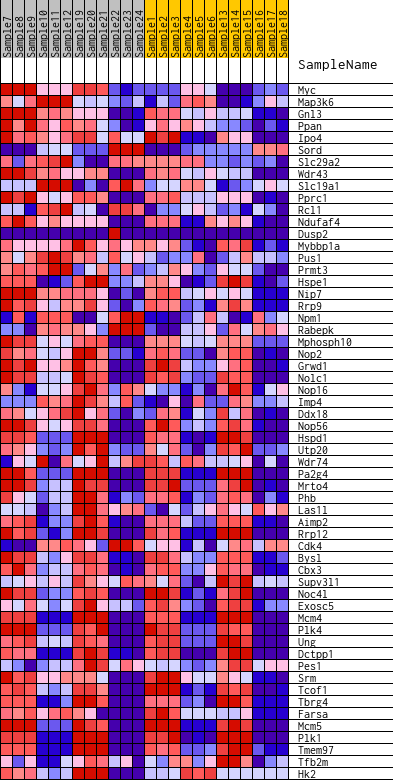 Sample7
Sample8
Sample9
Sample10
Sample11
Sample12
Sample19
Sample20
Sample21
Sample22
Sample23
Sample24
Sample1
Sample2
Sample3
Sample4
Sample5
Sample6
Sample13
Sample14
Sample15
Sample16
Sample17
Sample18
SampleName
Myc
Map3k6
Gnl3
Ppan
Ipo4
Sord
Slc29a2
Wdr43
Slc19a1
Pprc1
Rcl1
Ndufaf4
Dusp2
Mybbp1a
Pus1
Prmt3
Hspe1
Nip7
Rrp9
Npm1
Rabepk
Mphosph10
Nop2
Grwd1
Nolc1
Nop16
Imp4
Ddx18
Nop56
Hspd1
Utp20
Wdr74
Pa2g4
Mrto4
Phb
Las1l
Aimp2
Rrp12
Cdk4
Bysl
Cbx3
Supv3l1
Noc4l
Exosc5
Mcm4
Plk4
Ung
Dctpp1
Pes1
Srm
Tcof1
Tbrg4
Farsa
Mcm5
Plk1
Tmem97
Tfb2m
Hk2